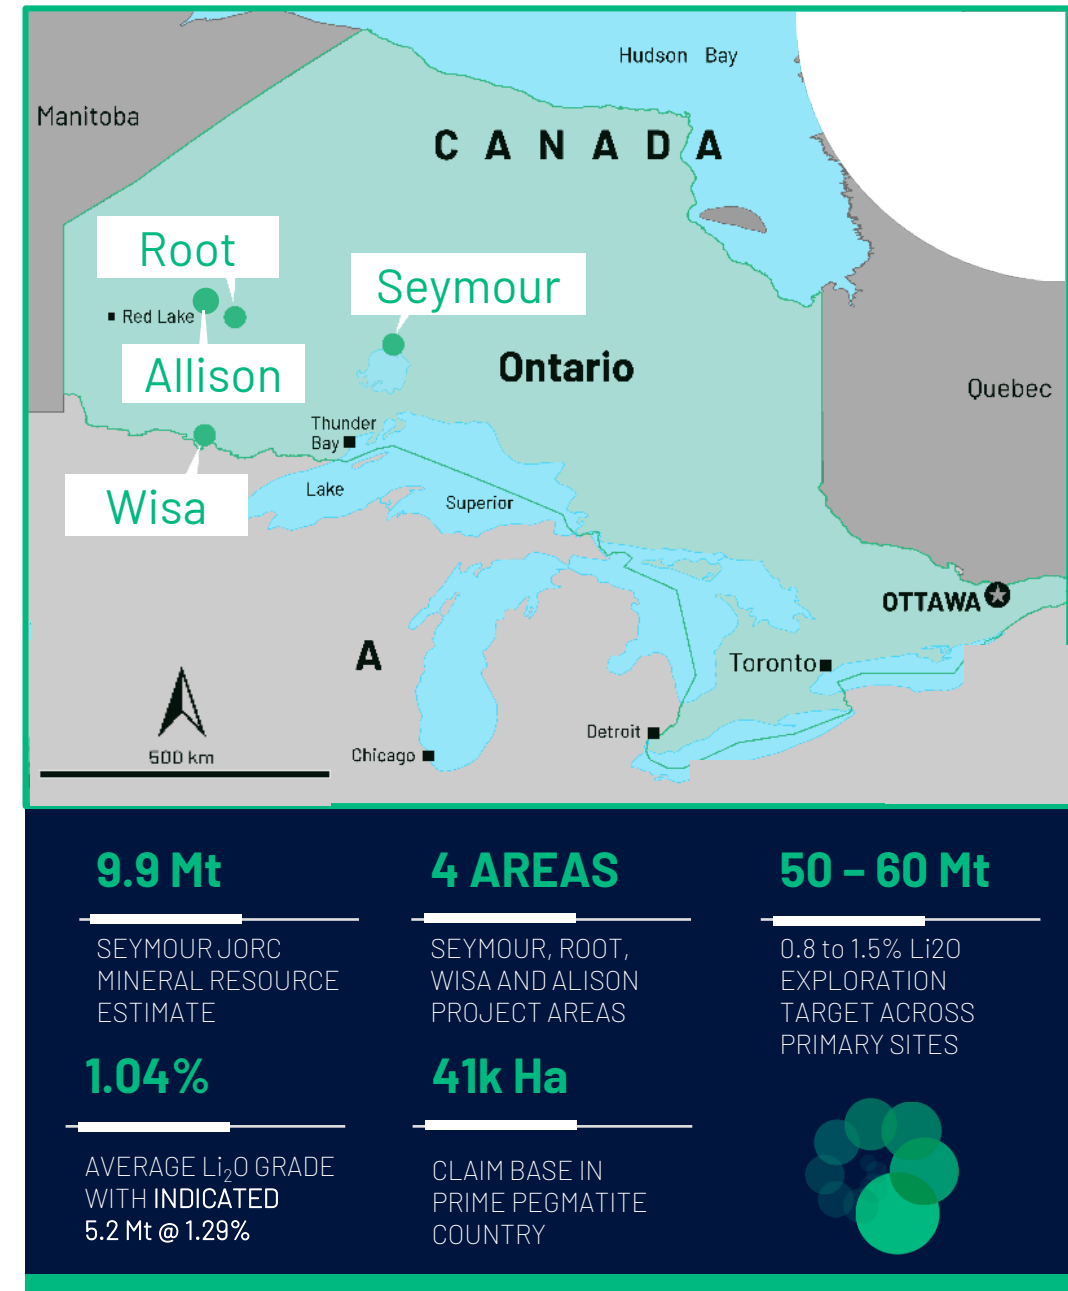 Hudson Bay
Manitoba
CANADA
Root
Seymour
Red Lake
Allison
Ontario
Quebec
Thunder
Bay
Lake
Superior
Wisa
OTTAWA
A
Toronto
Detroit
Chicago
500 km
9.9 Mt
SEYMOUR JORC
MINERAL RESOURCE
ESTIMATE
4 AREAS
SEYMOUR, ROOT,
WISA AND ALISON
PROJECT AREAS
50 – 60 Mt
0.8 to 1.5% Li2O
EXPLORATION
TARGET ACROSS
PRIMARY SITES
1.04%
AVERAGE Li₂O GRADE
WITH INDICATED
5.2 Mt @ 1.29%
41k Ha
CLAIM BASE IN
PRIME PEGMATITE
COUNTRY